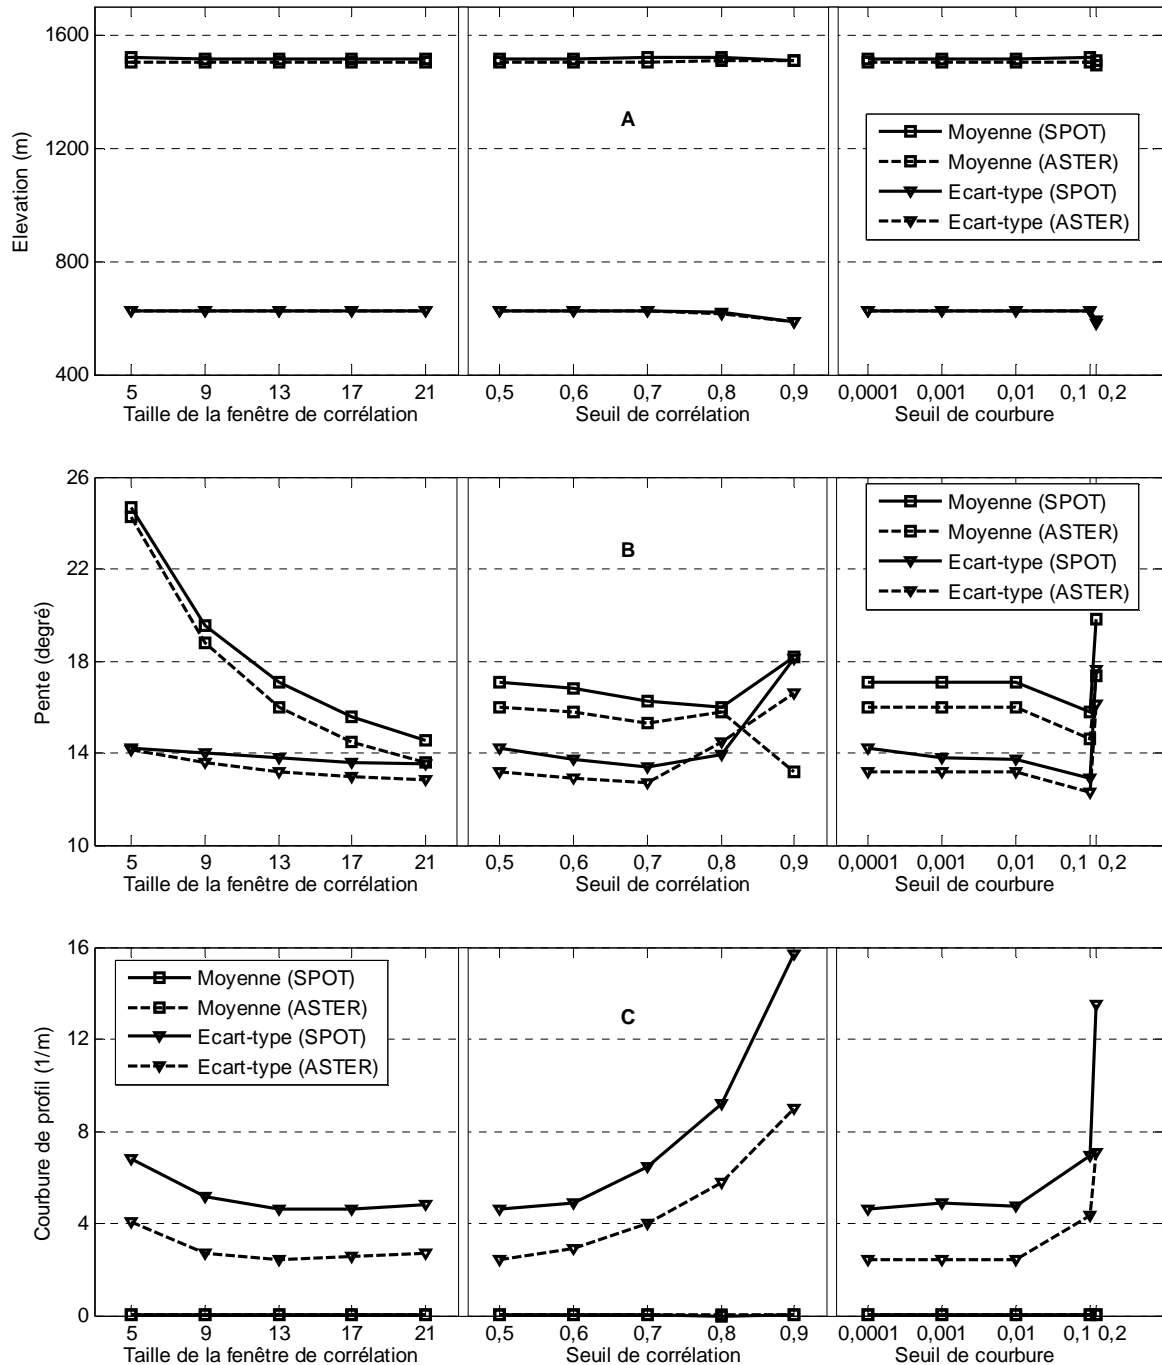 1600
1200
800
400
Elevation (m)
A
Moyenne (SPOT)
Moyenne (ASTER)
Ecart-type (SPOT)
Ecart-type (ASTER)
5 9 13 17 21
0,5 0,6 0,7 0,8 0,9
0,0001 0,001 0,01 0,1 0,2
Taille de la fenêtre de corrélation
Seuil de corrélation
Seuil de courbure
26
22
18
14
10
Pente (degré)
B
Moyenne (SPOT)
Moyenne (ASTER)
Ecart-type (SPOT)
Ecart-type (ASTER)
5 9 13 17 21
0,5 0,6 0,7 0,8 0,9
0,0001 0,001 0,01 0,1 0,2
Taille de la fenêtre de corrélation
Seuil de corrélation
Seuil de courbure
16
12
8
4
0
Courbure de profil (1/m)
Moyenne (SPOT)
Moyenne (ASTER)
Ecart-type (SPOT)
Ecart-type (ASTER)
C
5 9 13 17 21
0,5 0,6 0,7 0,8 0,9
0,0001 0,001 0,01 0,1 0,2
Taille de la fenêtre de corrélation
Seuil de corrélation
Seuil de courbure